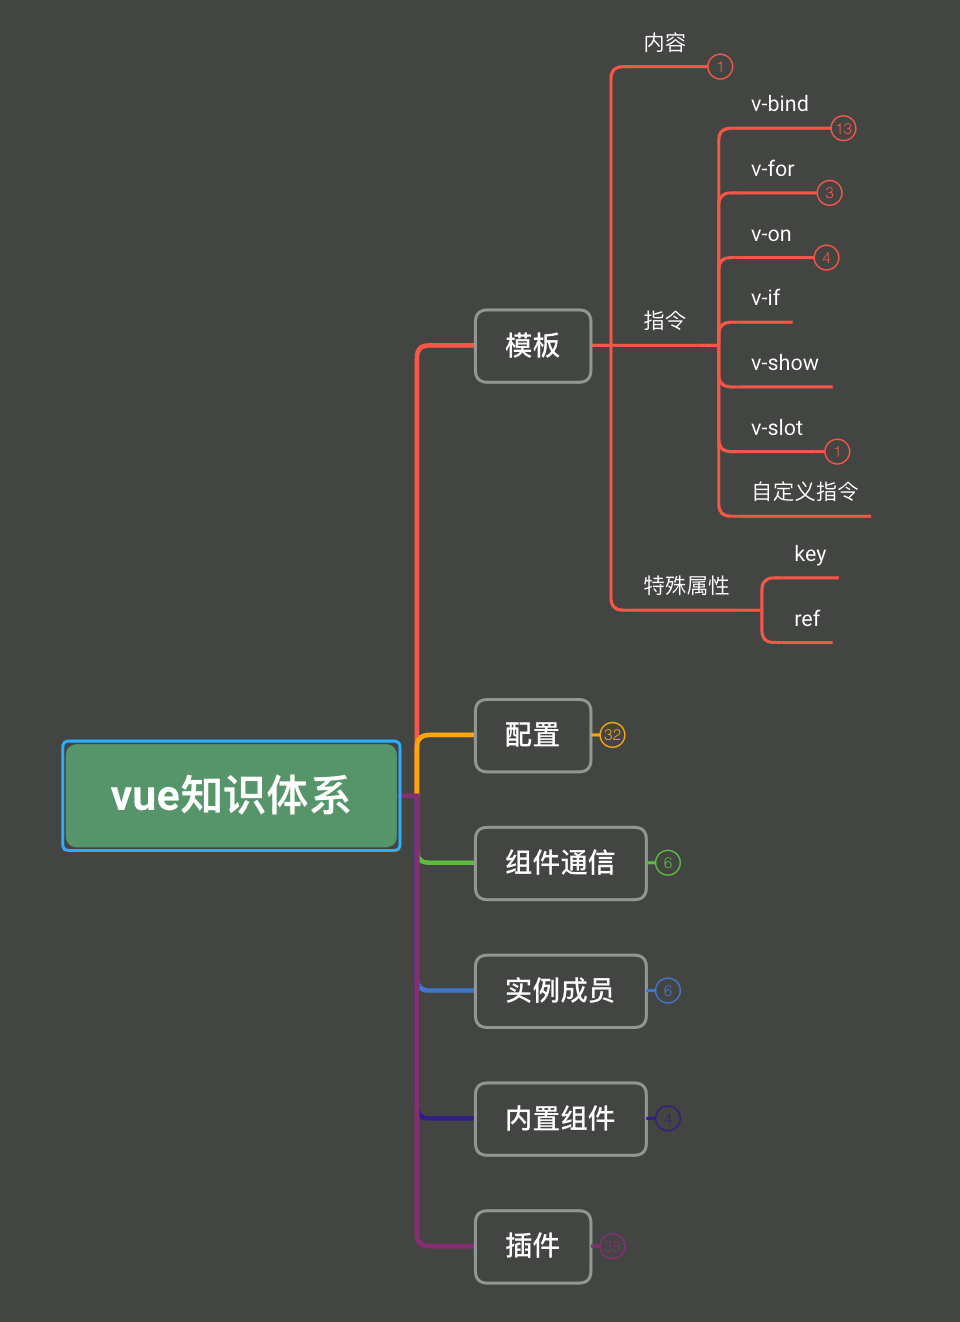 内容
1
v-bind
13
v-for
3
v-on
4
v-if
模板
指令
v-show
v-slot
1
自定义指令
key
特殊属性
ref
配置
32
vue知识体系
组件通信
6
实例成员
6
内置组件
4
插件
35